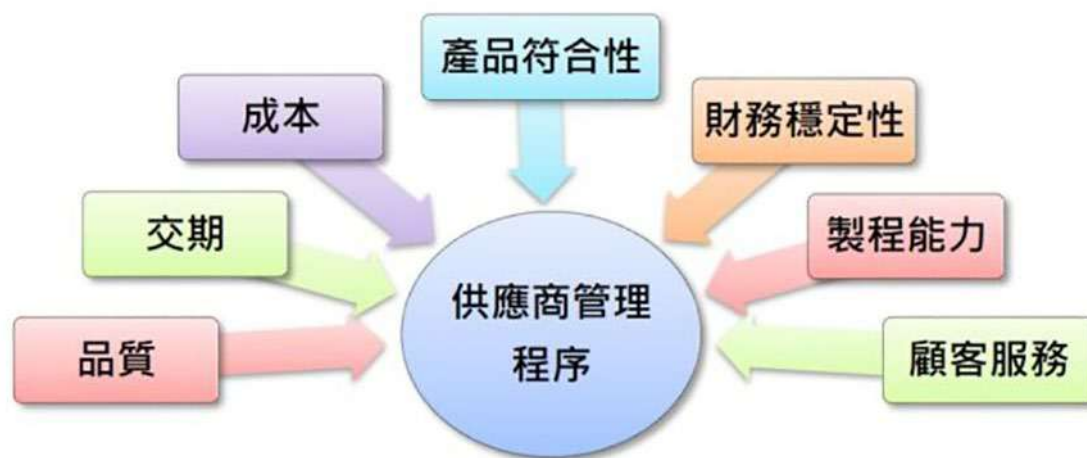 產品符合性
成本
財務穩定性
交期
製程能力
供應商管理
程序
品質
顧客服務